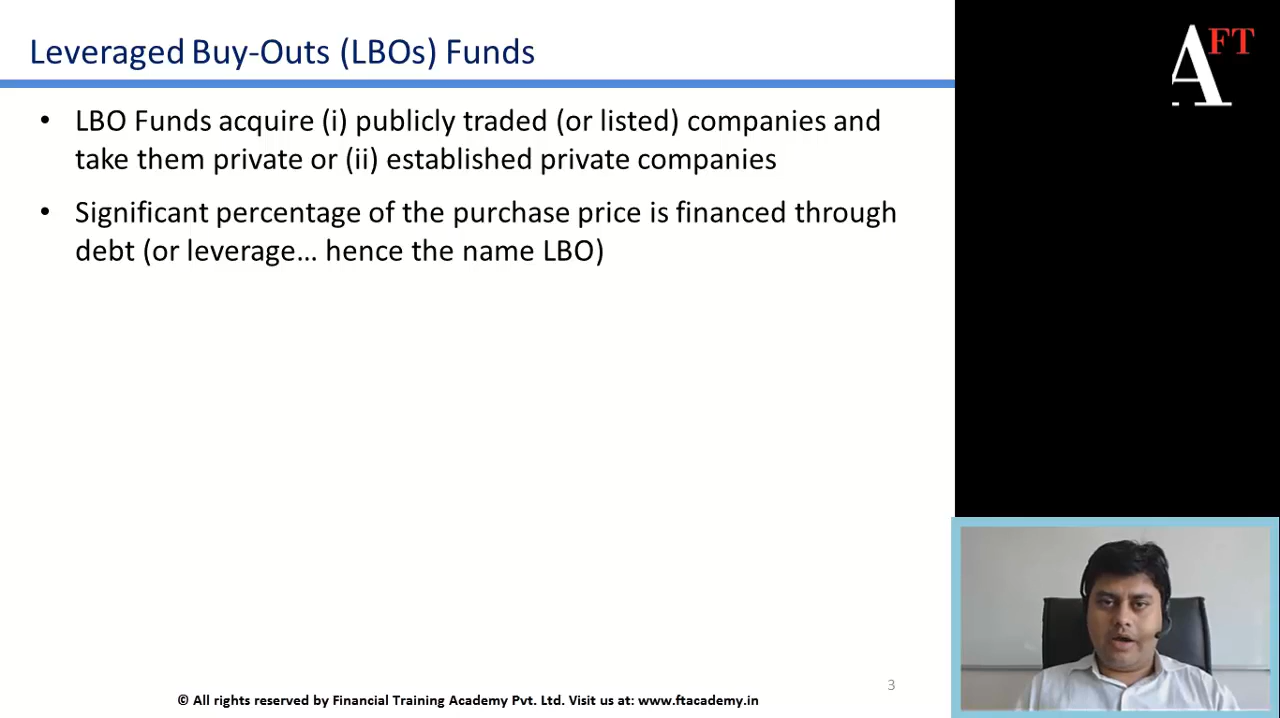 Leveraged Buy-Outs (LBOs) Funds
AFT
• LBO Funds acquire (i) publicly traded (or listed) companies and
take them private or (ii) established private companies
• Significant percentage of the purchase price is financed through
debt (or leverage… hence the name LBO)
3
© All rights reserved by Financial Training Academy Pvt. Ltd. Visit us at: www.ftacademy.in